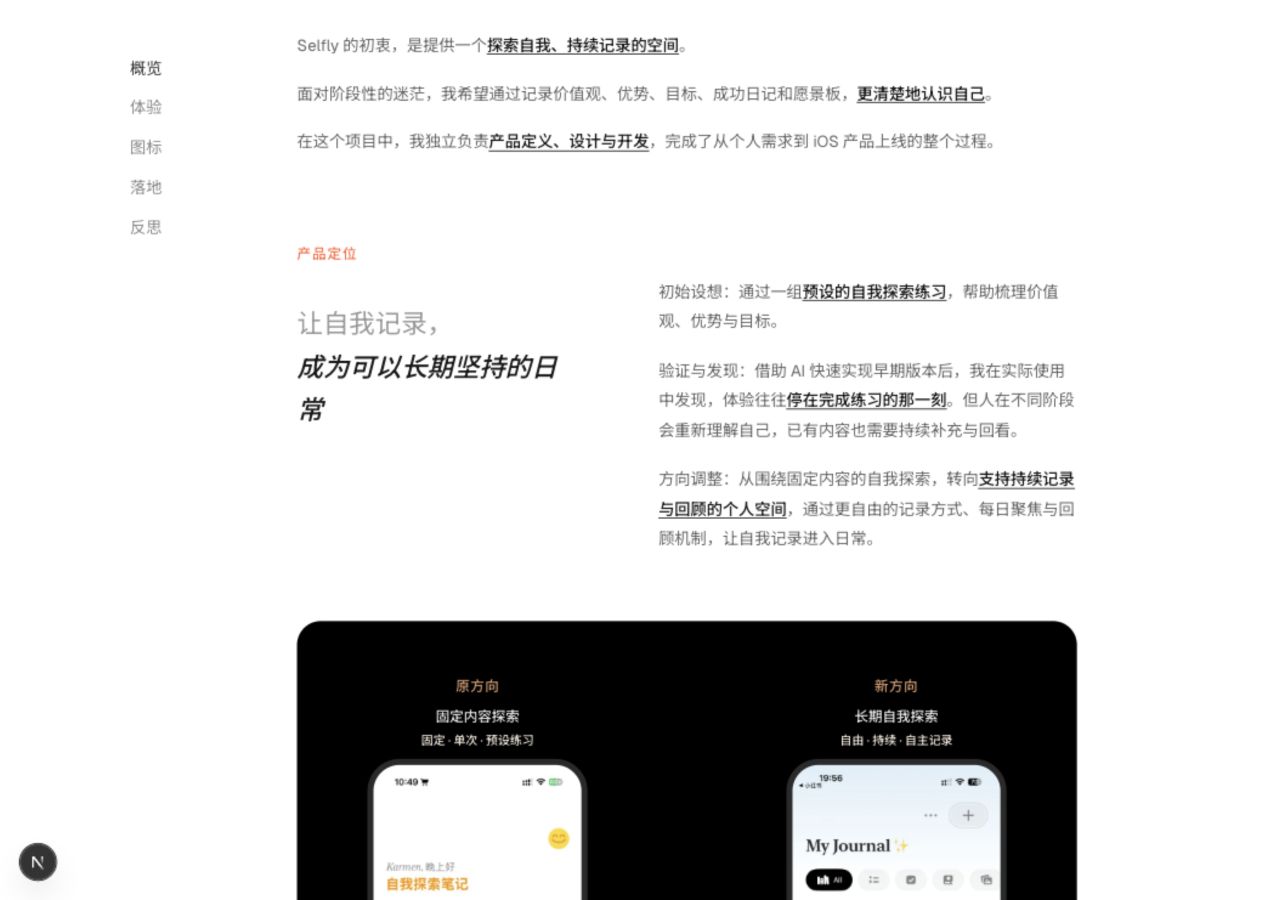 Selfly 的初衷，是提供一个探索自我、持续记录的空间。
概览
面对阶段性的迷茫，我希望通过记录价值观、优势、目标、成功日记和愿景板，更清楚地认识自己。
体验
在这个项目中，我独立负责产品定义、设计与开发，完成了从个人需求到 iOS 产品上线的整个过程。
图标
落地
反思
产品定位
让自我记录，
成为可以长期坚持的日
常
初始设想：通过一组预设的自我探索练习，帮助梳理价值
观、优势与目标。
验证与发现：借助 AI 快速实现早期版本后，我在实际使用
中发现，体验往往停在完成练习的那一刻。但人在不同阶段
会重新理解自己，已有内容也需要持续补充与回看。
方向调整：从围绕固定内容的自我探索，转向支持持续记录
与回顾的个人空间，通过更自由的记录方式、每日聚焦与回
顾机制，让自我记录进入日常。
原方向
固定内容探索
固定 · 单次 · 预设练习
10:49
Karmen, 晚上好
自我探索笔记
新方向
长期自我探索
自由 · 持续 · 自主记录
19:56
小红书
My Journal
All
N